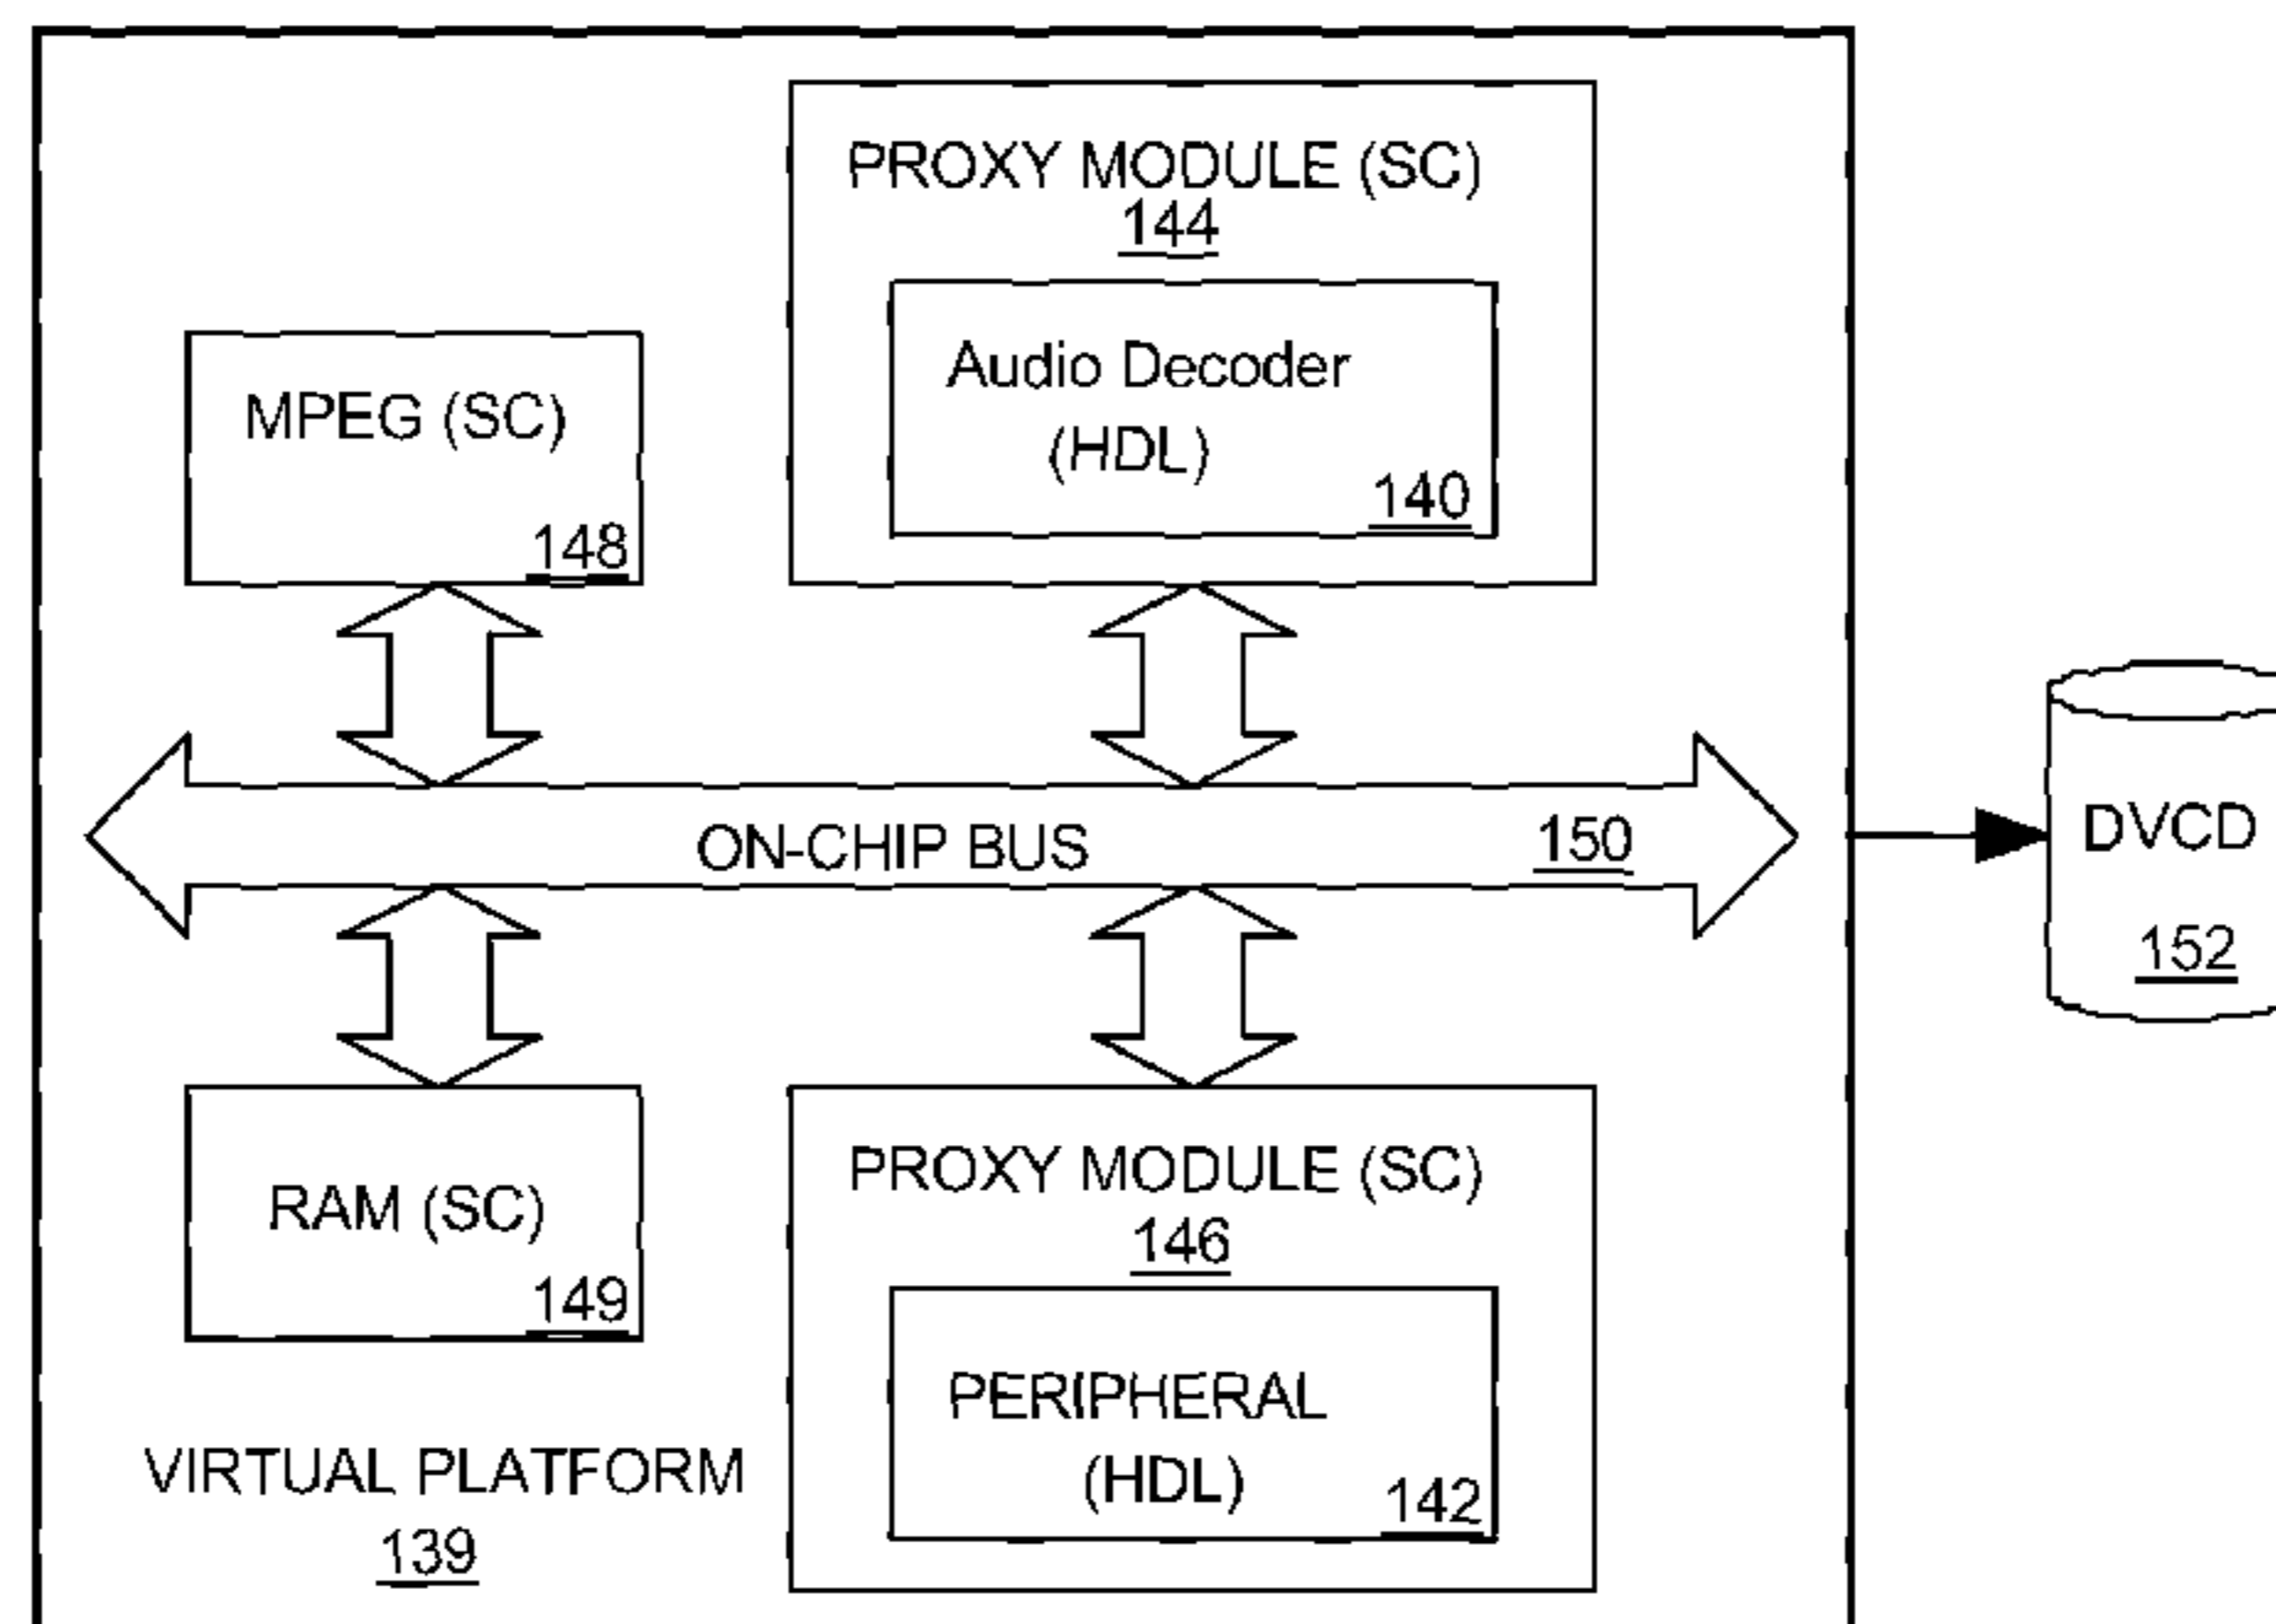 PROXY MODULE (SC)
144
Audio Decoder
(HDL)
140
MPEG (SC)
148
ON-CHIP BUS
150
DVCD
152
RAM (SC)
149
PROXY MODULE (SC)
146
PERIPHERAL
(HDL)
142
VIRTUAL PLATFORM
139